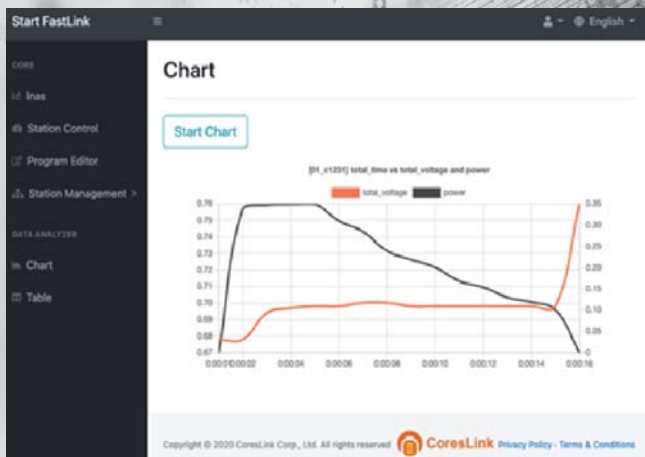 Start FastLink
English
CORE
Inas
Station Control
Program Editor
Station Management >
DATA ANALYZER
Chart
Table
Chart
Start Chart
[01_c1231] total_time vs total_voltage and power
total_voltage power
0.76
0.75
0.74
0.73
0.72
0.71
0.70
0.69
0.68
0.67
0.35
0.30
0.25
0.20
0.15
0.10
0.05
0
0:00:02 0:00:04 0:00:06 0:00:08 0:00:10 0:00:12 0:00:14 0:00:16
Copyright © 2020 CoresLink Corp., Ltd. All rights reserved CoresLink Privacy Policy · Terms & Conditions